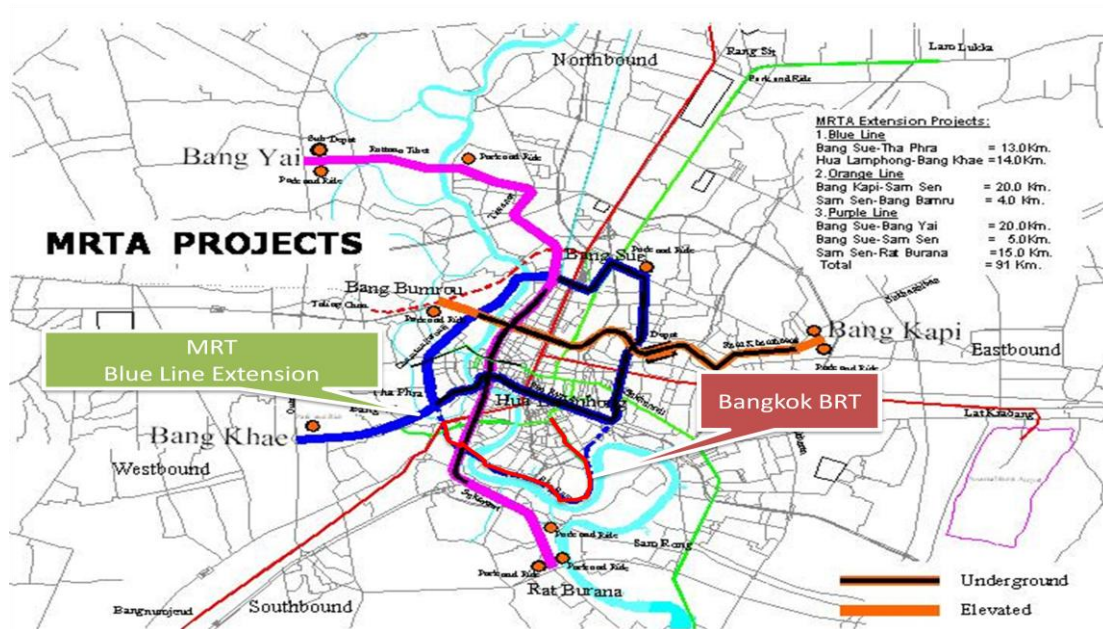 Northbound
Rang Sit
Lam Lukka
Park and Ride
MRTA Extension Projects:
1.Blue Line
Bang Sue-Tha Phra = 13.0Km.
Hua Lamphong-Bang Khae =14.0Km.
2.Orange Line
Bang Kapi-Sam Sen = 20.0 Km.
Sam Sen-Bang Bamru = 4.0 Km.
3.Purple Line
Bang Sue-Bang Yai = 20.0Km.
Bang Sue-Sam Sen = 5.0Km.
Sam Sen-Rat Burana =15.0Km.
Total = 91 Km.
Sub-Depot
Bang Yai
Park and Ride
Park and Ride
MRTA PROJECTS
Bang Sue
Park and Ride
Bang Bumrou
Park and Ride
Depot
Bang Kapi
Eastbound
Park and Ride
MRT
Blue Line Extension
Bangkok BRT
Tha Phra
Hua
Lat Krabang
Bang Khae
Westbound
Sam Rong
Park and Ride
Park and Ride
Park and Ride
Rat Burana
Southbound
Underground
Elevated